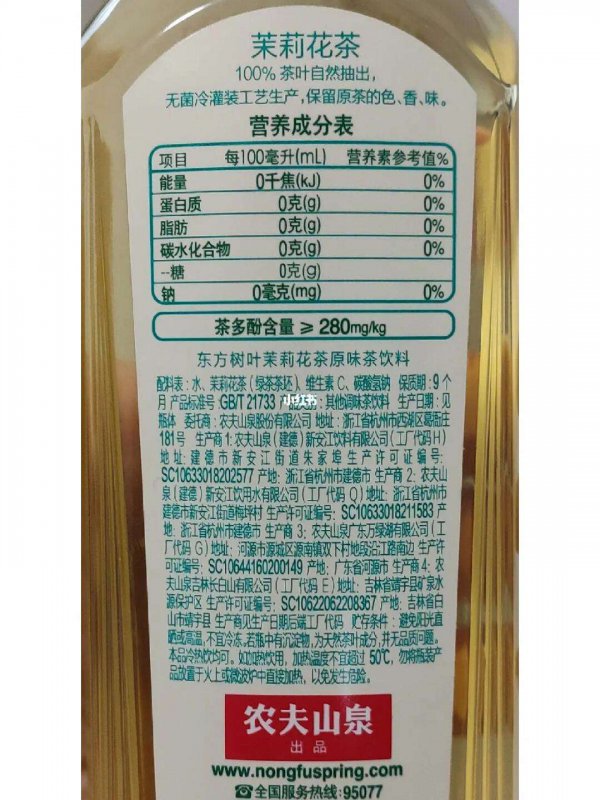 茉莉花茶
100% 茶叶自然抽出，
无菌冷灌装工艺生产，保留原茶的色、香、味。
营养成分表
项目 每100毫升(mL) 营养素参考值%
能量 0千焦(kJ) 0%
蛋白质 0克(g) 0%
脂肪 0克(g) 0%
碳水化合物 0克(g) 0%
--糖 0克(g)
钠 0毫克(mg) 0%
茶多酚含量 ≥ 280mg/kg
东方树叶茉莉花茶原味茶饮料
配料表：水、茉莉花茶（绿茶茶坯）、维生素 C、碳酸氢钠 保质期：9 个
月 产品标准号：GB/T 21733 小红书 其他调味茶饮料 生产日期：见
瓶体 委托商：农夫山泉股份有限公司 地址：浙江省杭州市西湖区葛衙庄
181号 生产商 1：农夫山泉（建德）新安江饮料有限公司（工厂代码 H）
地址：建德市新安江街道朱家埠 生产许可证编号：
SC10633018202577 产地：浙江省杭州市建德市 生产商 2：农夫山
泉（建德）新安江饮用水有限公司（工厂代码 Q）地址：浙江省杭州市
建德市新安江街道梅坪村 生产许可证编号：SC10633018211583 产
地：浙江省杭州市建德市 生产商 3：农夫山泉广东万绿湖有限公司（工
厂代码 G）地址：河源市源城区源南镇双下村地段沿江路南边 生产许
可证编号：SC10644160200149 产地：广东省河源市 生产商 4：农
夫山泉吉林长白山有限公司（工厂代码 E）地址：吉林省靖宇县矿泉水
源保护区 生产许可证编号：SC10622062208367 产地：吉林省白
山市靖宇县 生产商见生产日期后端工厂代码 贮存条件：避免阳光直
晒或高温，不宜冷冻，若瓶中有沉淀物，为天然茶叶成分，并无品质问题。
本品冷热饮均可。如加热饮用，加热温度不宜超过 50℃，勿将瓶装产
品放置于火上或微波炉中直接加热，以免发生危险。
农夫山泉
出品
www.nongfuspring.com
☎全国服务热线：95077